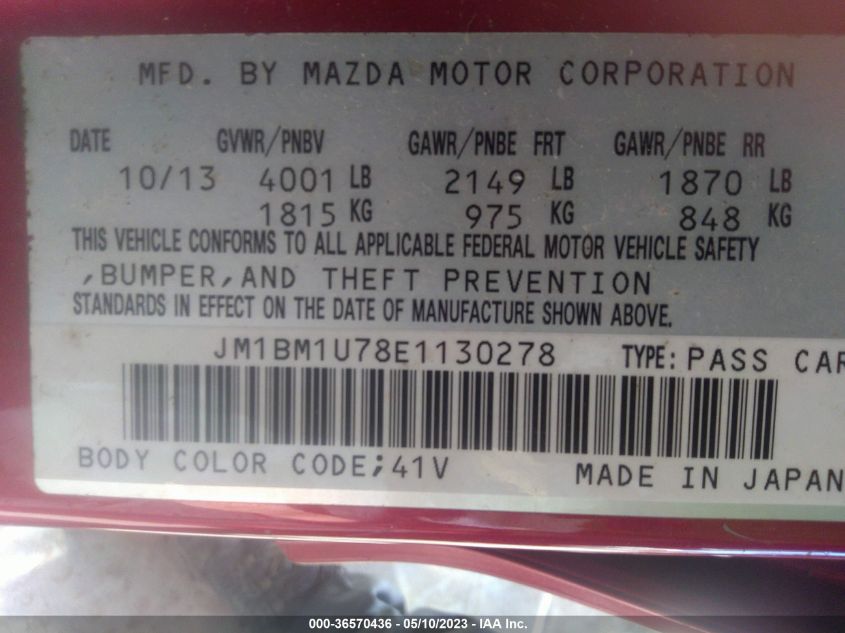 MFD. BY MAZDA MOTOR CORPORATION
DATE GVWR/PNBV GAWR/PNBE FRT GAWR/PNBE RR
10/13 4001 LB 2149 LB 1870 LB
1815 KG 975 KG 848 KG
THIS VEHICLE CONFORMS TO ALL APPLICABLE FEDERAL MOTOR VEHICLE SAFETY
,BUMPER,AND THEFT PREVENTION
STANDARDS IN EFFECT ON THE DATE OF MANUFACTURE SHOWN ABOVE.
JM1BM1U78E1130278 TYPE: PASS CAR
BODY COLOR CODE;41V MADE IN JAPAN
000-36570436 - 05/10/2023 - IAA Inc.